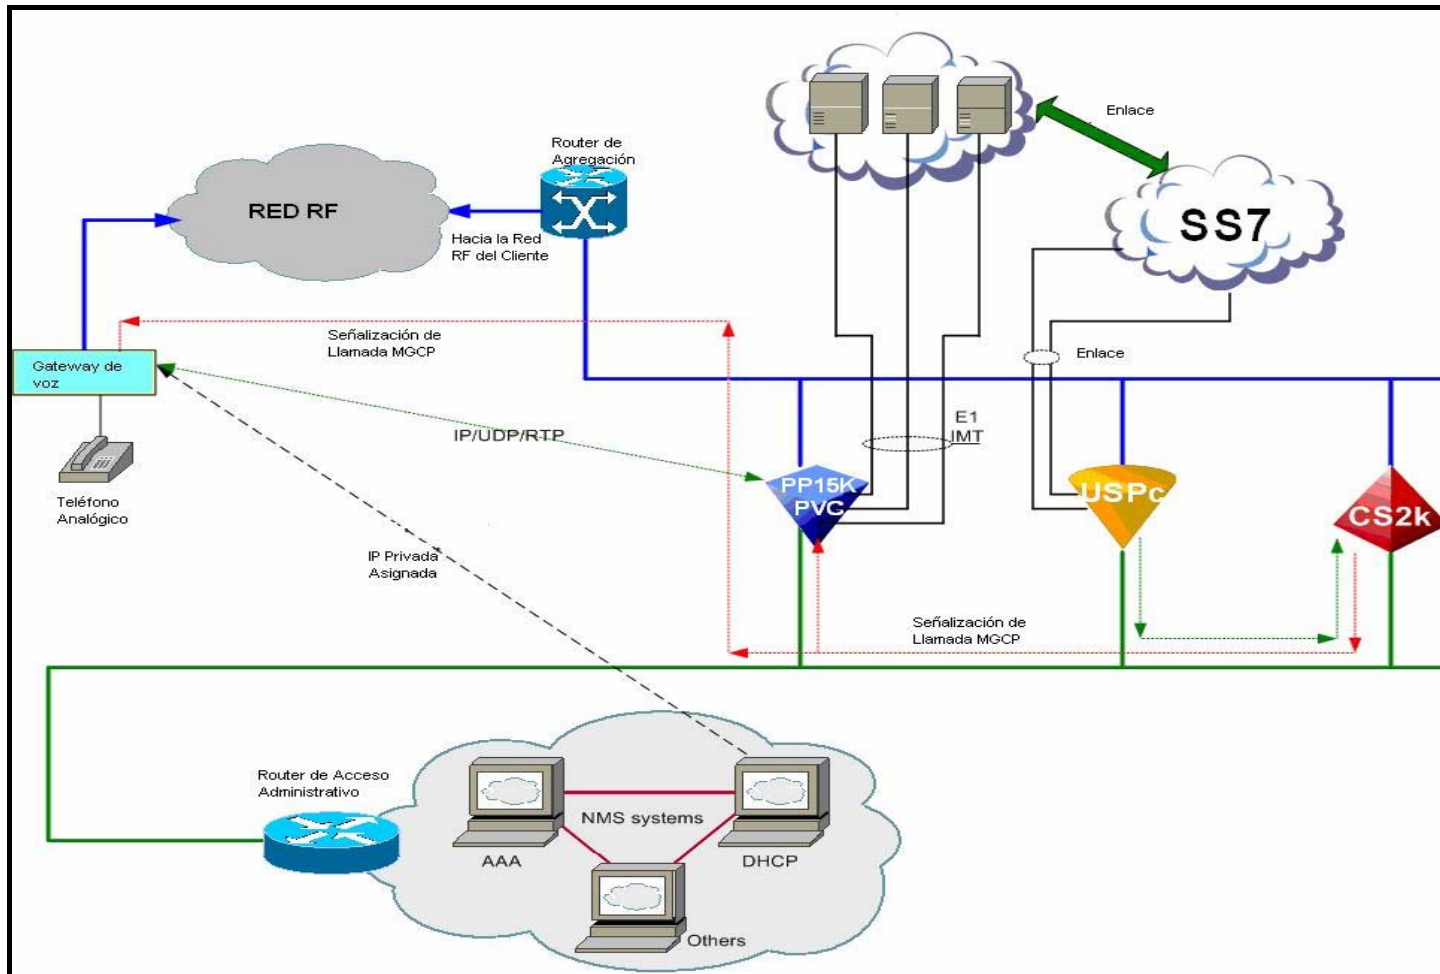 Enlace
Router de
Agregación
RED RF
SS7
Hacia la Red
RF del Cliente
Señalización de
Llamada MGCP
Enlace
Gateway de
voz
E1
IMT
IP/UDP/RTP
PP15K
PVG
USPc
CS2k
Teléfono
Analógico
IP Privada
Asignada
Señalización de
Llamada MGCP
Router de Acceso
Administrativo
NMS systems
AAA
DHCP
Others